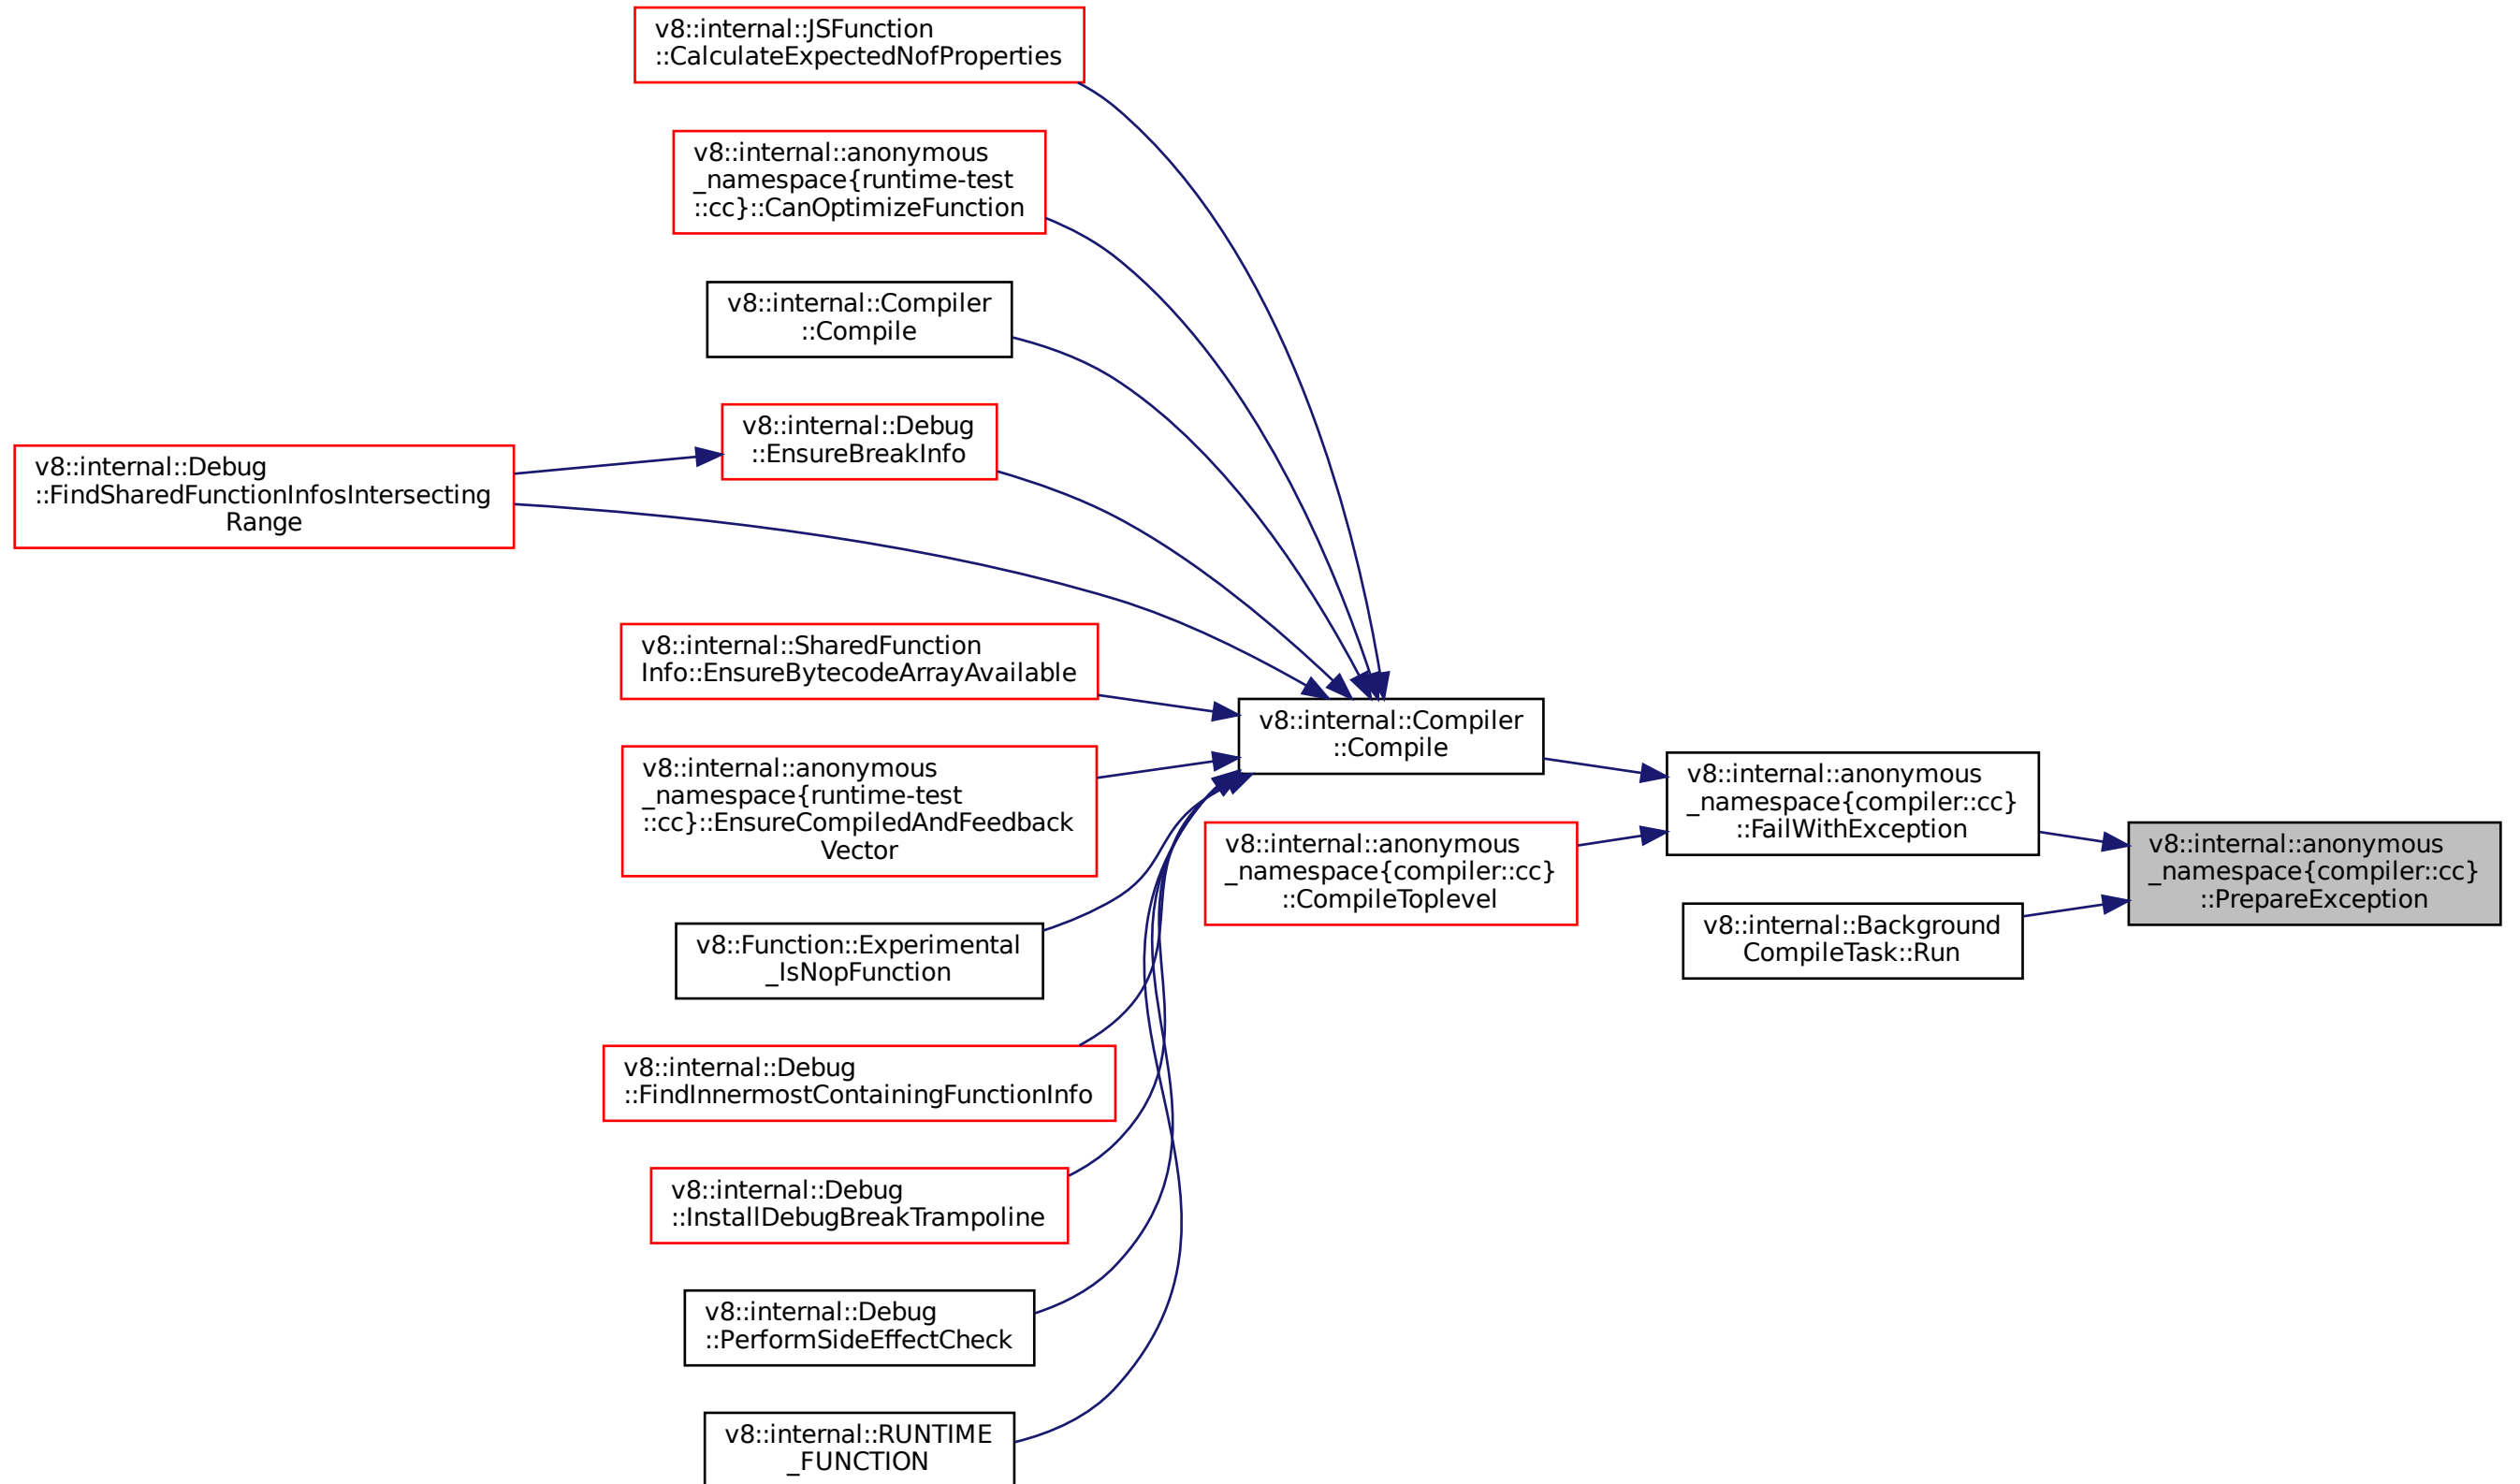 v8::internal::JSFunction
::CalculateExpectedNofProperties
v8::internal::anonymous
_namespace{runtime-test
::cc}::CanOptimizeFunction
v8::internal::Compiler
::Compile
v8::internal::Debug
::EnsureBreakInfo
v8::internal::Debug
::FindSharedFunctionInfosIntersecting
Range
v8::internal::SharedFunction
Info::EnsureBytecodeArrayAvailable
v8::internal::Compiler
::Compile
v8::internal::anonymous
_namespace{runtime-test
::cc}::EnsureCompiledAndFeedback
Vector
v8::internal::anonymous
_namespace{compiler::cc}
::FailWithException
v8::internal::anonymous
_namespace{compiler::cc}
::CompileToplevel
v8::internal::anonymous
_namespace{compiler::cc}
::PrepareException
v8::internal::Background
CompileTask::Run
v8::Function::Experimental
_IsNopFunction
v8::internal::Debug
::FindInnermostContainingFunctionInfo
v8::internal::Debug
::InstallDebugBreakTrampoline
v8::internal::Debug
::PerformSideEffectCheck
v8::internal::RUNTIME
_FUNCTION